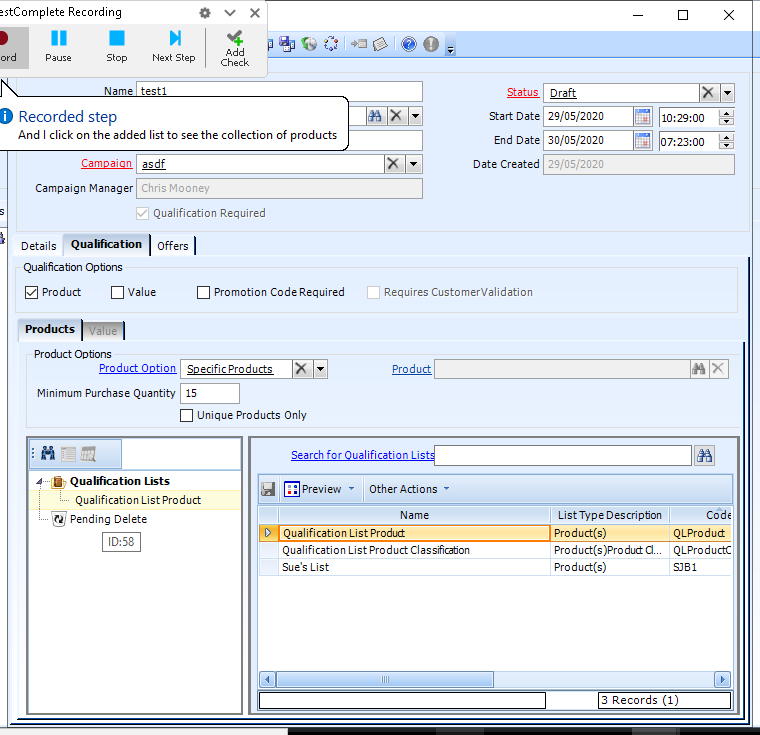 estComplete Recording
ord
Pause
Stop
Next Step
Add
Check
Recorded step
And I click on the added list to see the collection of products
Name test1
Status Draft
Start Date 29/05/2020 10:29:00
End Date 30/05/2020 07:23:00
Campaign asdf
Date Created 29/05/2020
Campaign Manager Chris Mooney
Qualification Required
s
Details Qualification Offers
Qualification Options
Product Value Promotion Code Required Requires Customer Validation
Products Value
Product Options
Product Option Specific Products Product
Minimum Purchase Quantity 15
Unique Products Only
Search for Qualification Lists
Qualification Lists
Qualification List Product
Pending Delete
ID:58
Preview Other Actions
Name List Type Description Code
Qualification List Product Product(s) QLProduct
Qualification List Product Classification Product(s)Product Cl... QLProductC
Sue's List Product(s) SJB1
3 Records (1)